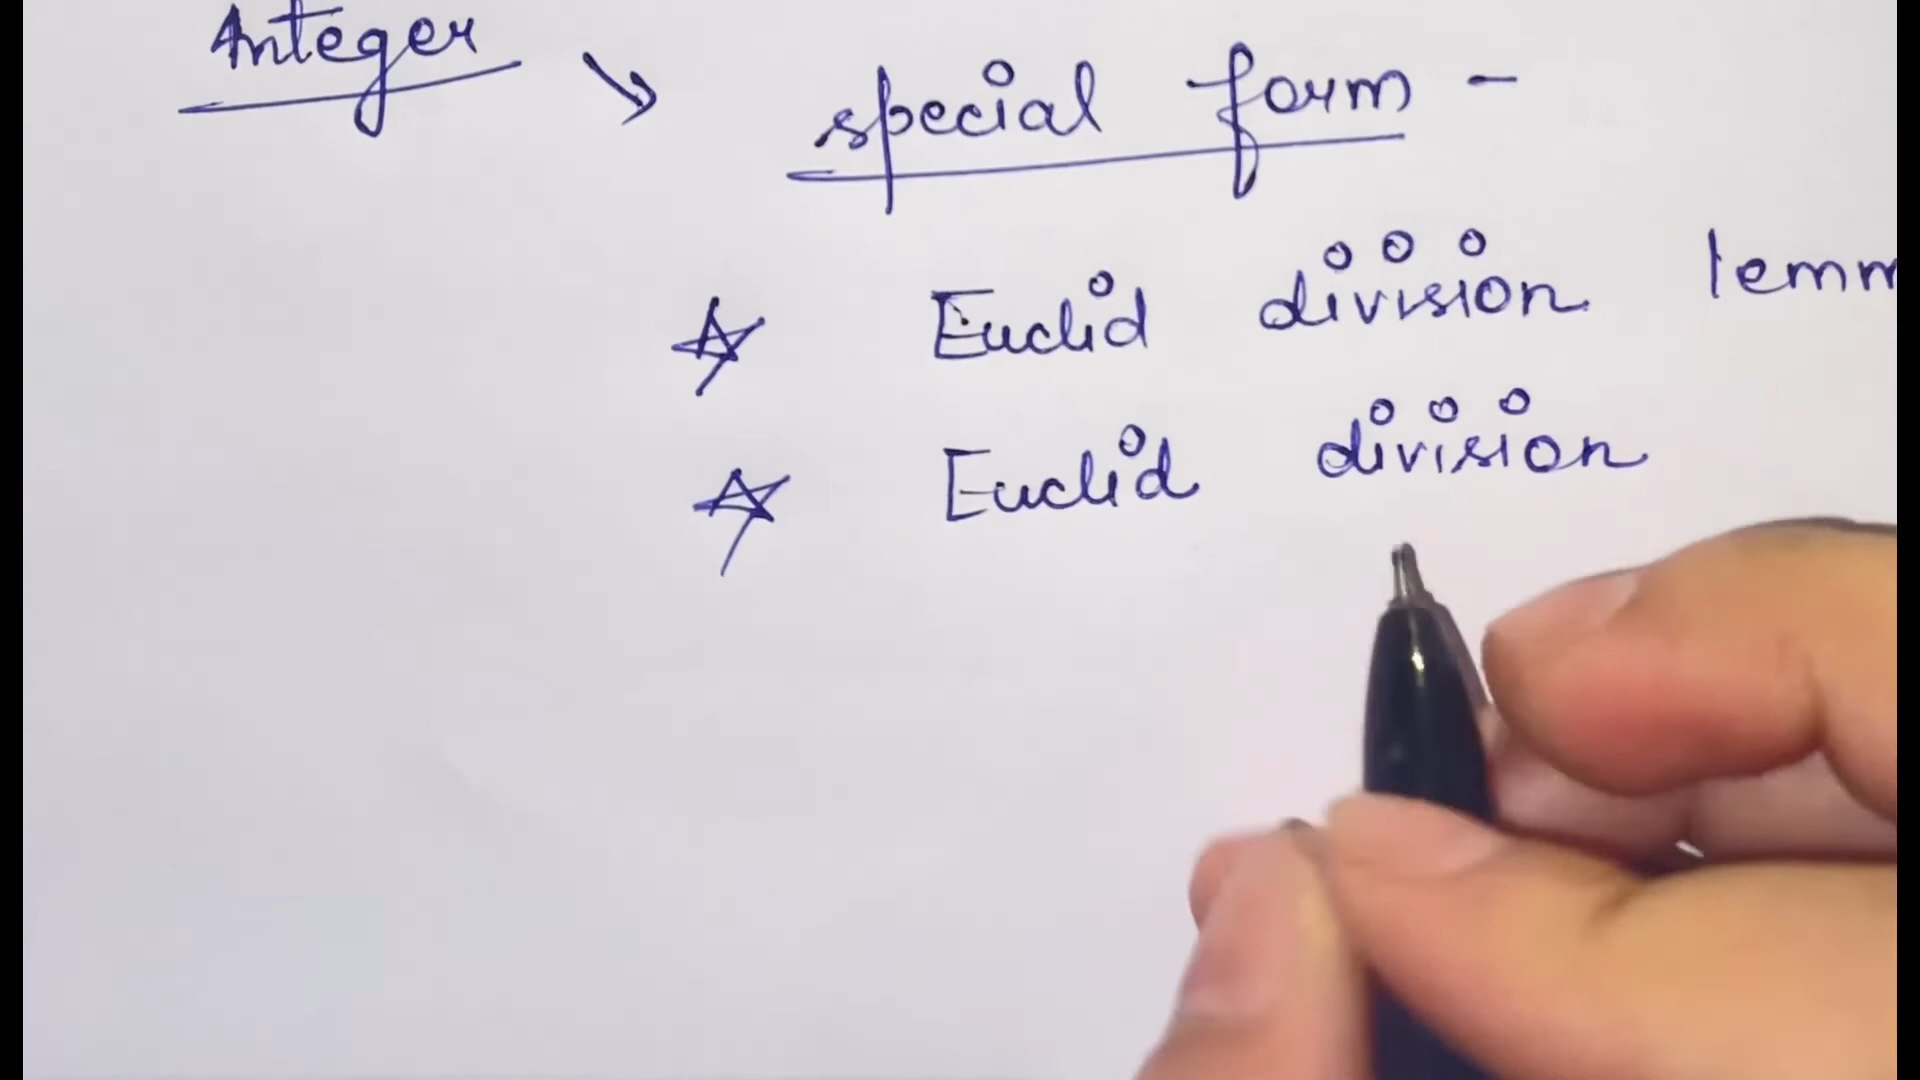 Integer
special form -
Euclid division lemm
Euclid division